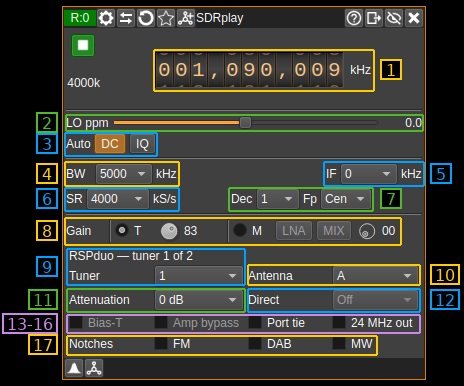 R:0 SDRplay
4000k 001,090,009 kHz 1
2 LO ppm 0.0
3 Auto DC IQ
4 BW 5000 kHz IF 0 kHz 5
6 SR 4000 kS/s Dec 1 Fp Cen 7
8 Gain T 83 M LNA MIX 00
9 RSPduo — tuner 1 of 2
Tuner 1 Antenna A 10
11 Attenuation 0 dB Direct Off 12
13-16 Bias-T Amp bypass Port tie 24 MHz out
17 Notches FM DAB MW